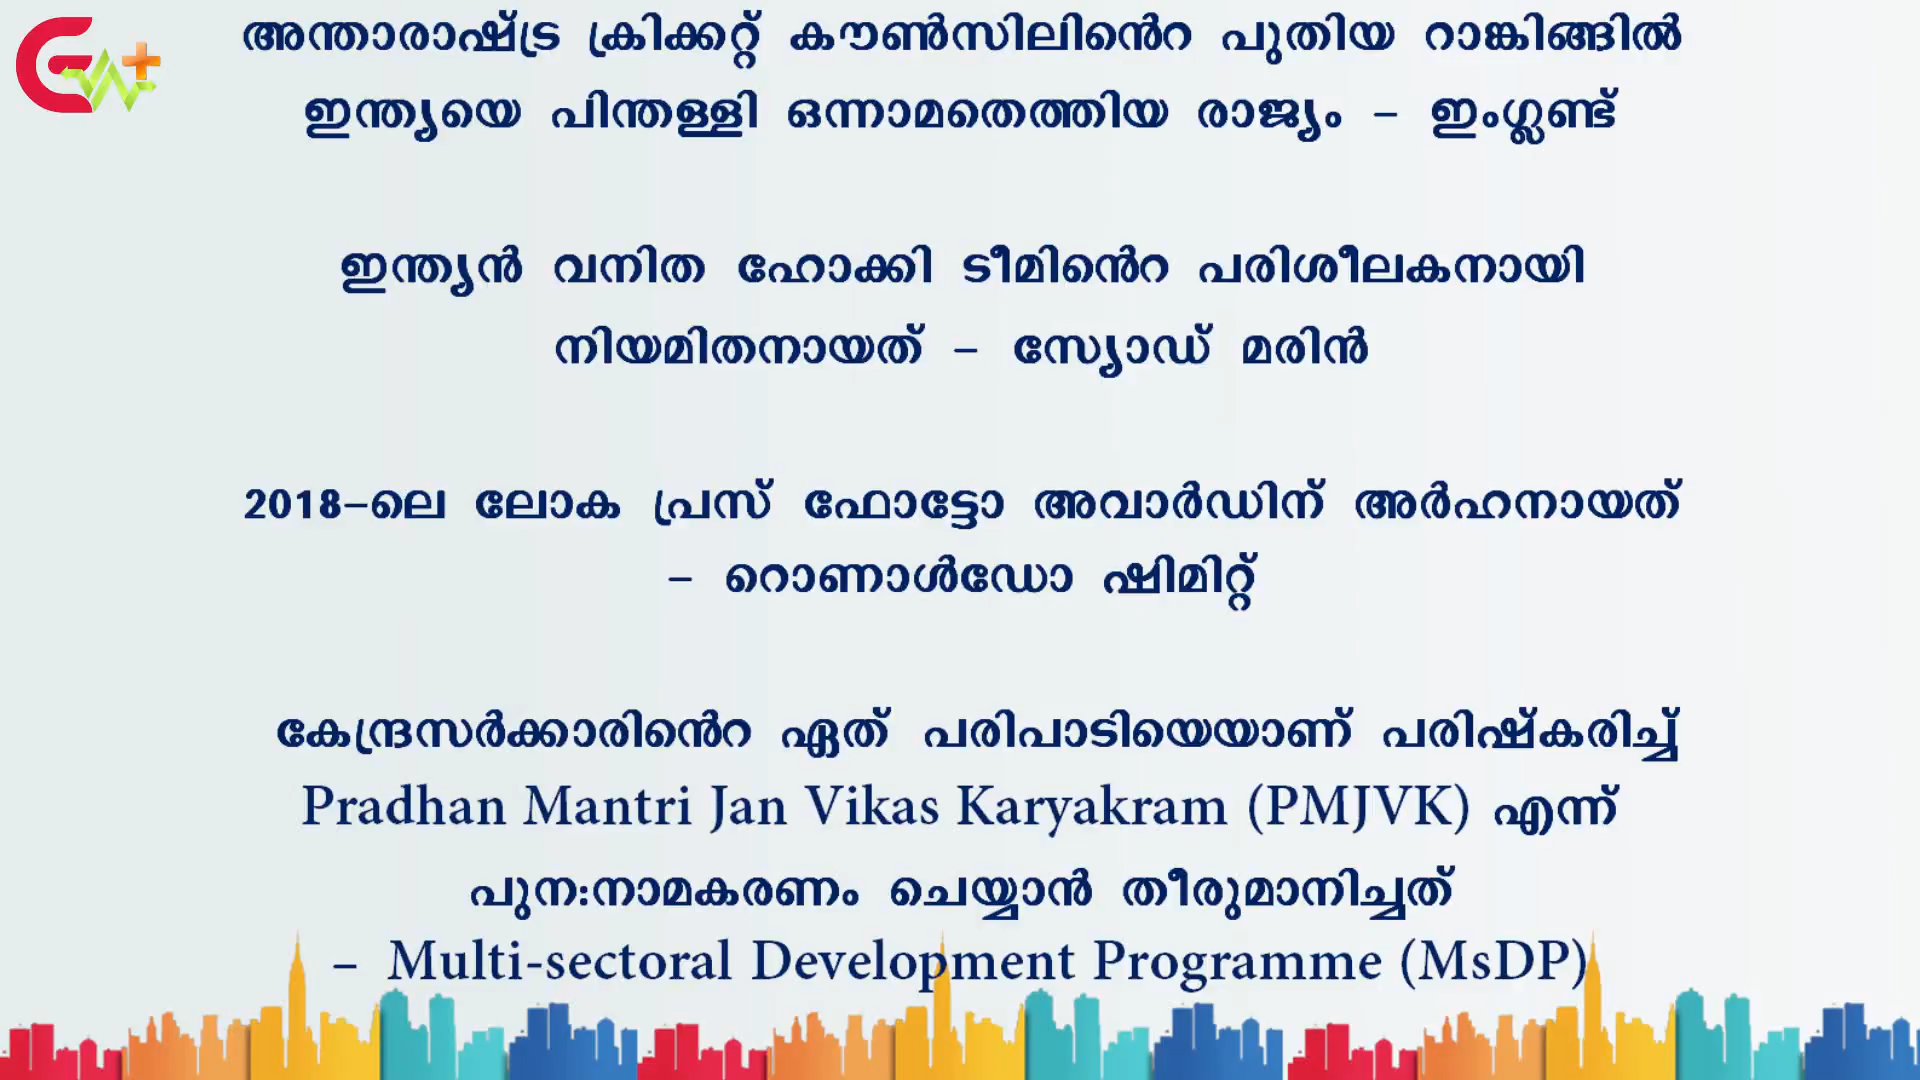 അന്താരാഷ്ട്ര ക്രിക്കറ്റ് കൗൺസിലിന്റെ പുതിയ റാങ്കിങ്ങിൽ
ഇന്ത്യയെ പിന്തള്ളി ഒന്നാമതെത്തിയ രാജ്യം - ഇംഗ്ലണ്ട്
ഇന്ത്യൻ വനിത ഹോക്കി ടീമിന്റെ പരിശീലകനായി
നിയമിതനായത് - സ്യോഡ് മരിൻ
2018-ലെ ലോക പ്രസ് ഫോട്ടോ അവാർഡിന് അർഹനായത്
- റൊണാൾഡോ ഷിമിറ്റ്
കേന്ദ്രസർക്കാരിന്റെ ഏത് പരിപാടിയെയാണ് പരിഷ്കരിച്ച്
Pradhan Mantri Jan Vikas Karyakram (PMJVK) എന്ന്
പുന:നാമകരണം ചെയ്യാൻ തീരുമാനിച്ചത്
- Multi-sectoral Development Programme (MsDP)